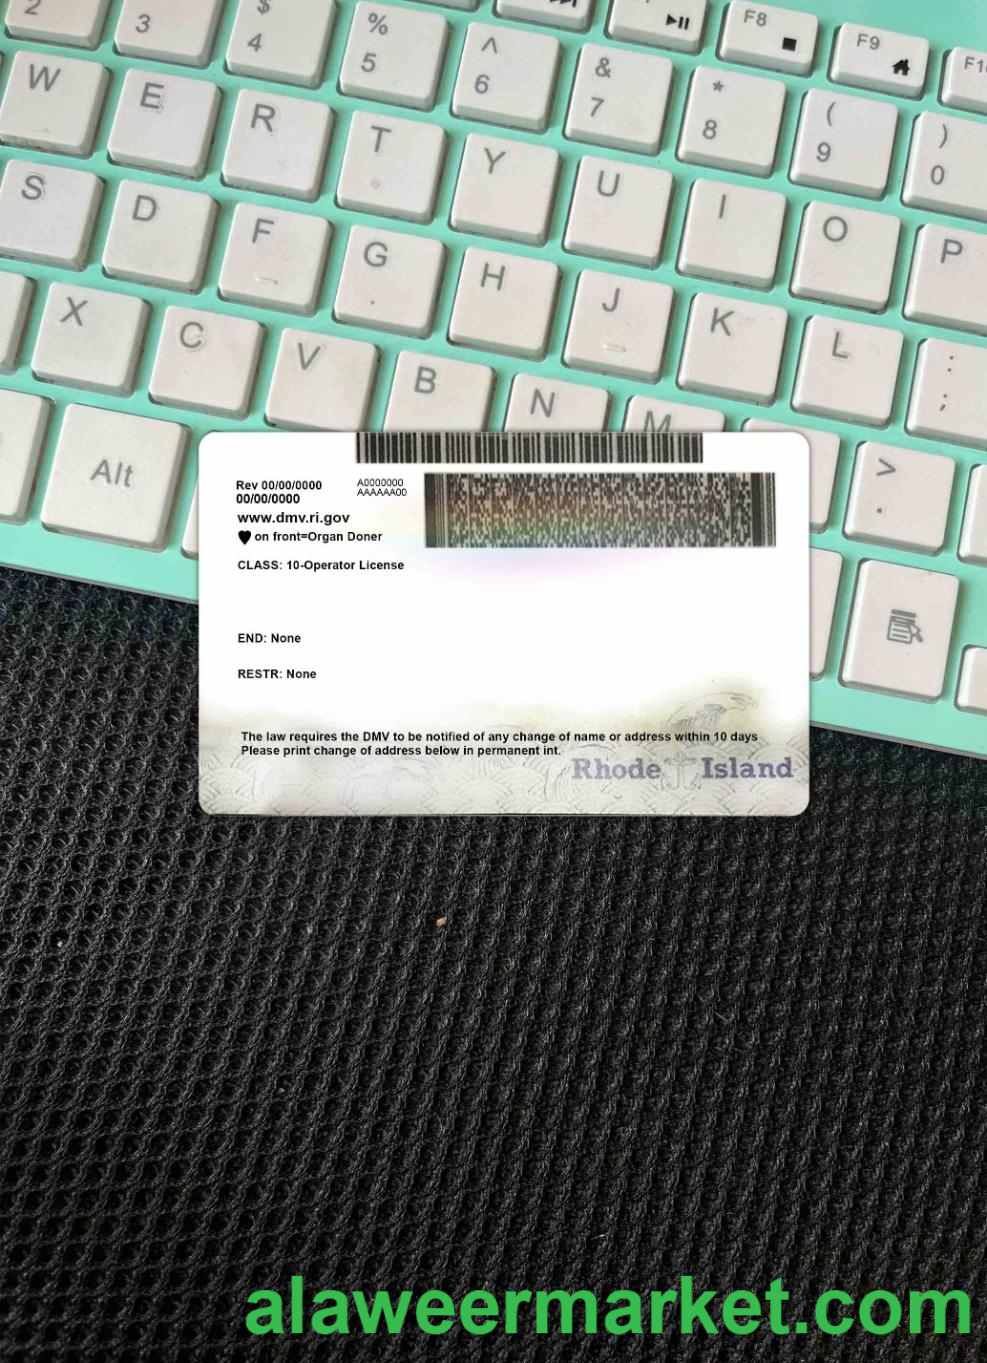 F8 F9
2 3 $ 4 % 5 ^ 6 & 7 * 8 ( 9 ) 0
W E R T Y U I O P
S D F G H J K L : ;
X C V B N M > .
Alt
Rev 00/00/0000
00/00/0000
A0000000
AAAAAA00
www.dmv.ri.gov
on front=Organ Doner
CLASS: 10-Operator License
END: None
RESTR: None
The law requires the DMV to be notified of any change of name or address within 10 days
Please print change of address below in permanent int.
Rhode Island
alaweermarket.com